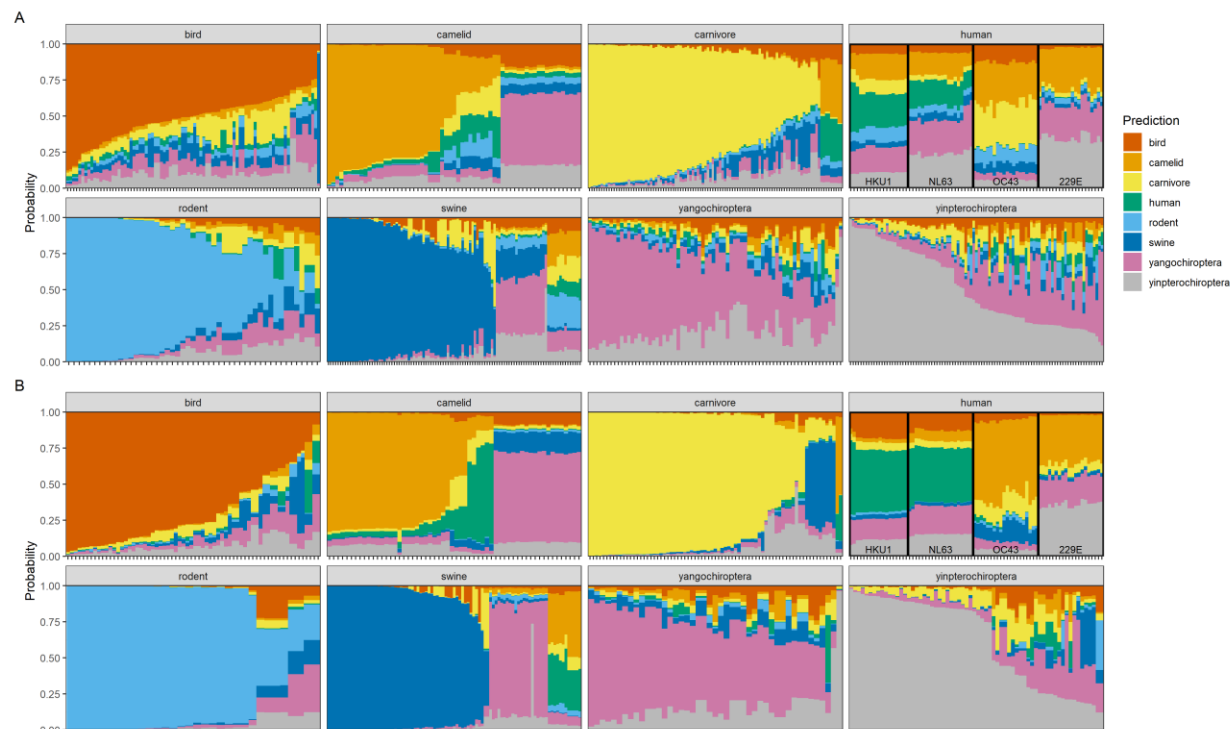 A
bird camelid carnivore human
1.00
0.75
0.50
0.25
0.00
HKU1 NL63 OC43 229E
rodent swine yangochiroptera yinpterochiroptera
1.00
0.75
0.50
0.25
0.00
Probability
Prediction
bird
camelid
carnivore
human
rodent
swine
yangochiroptera
yinpterochiroptera
B
bird camelid carnivore human
1.00
0.75
0.50
0.25
0.00
HKU1 NL63 OC43 229E
rodent swine yangochiroptera yinpterochiroptera
1.00
0.75
0.50
0.25
Probability